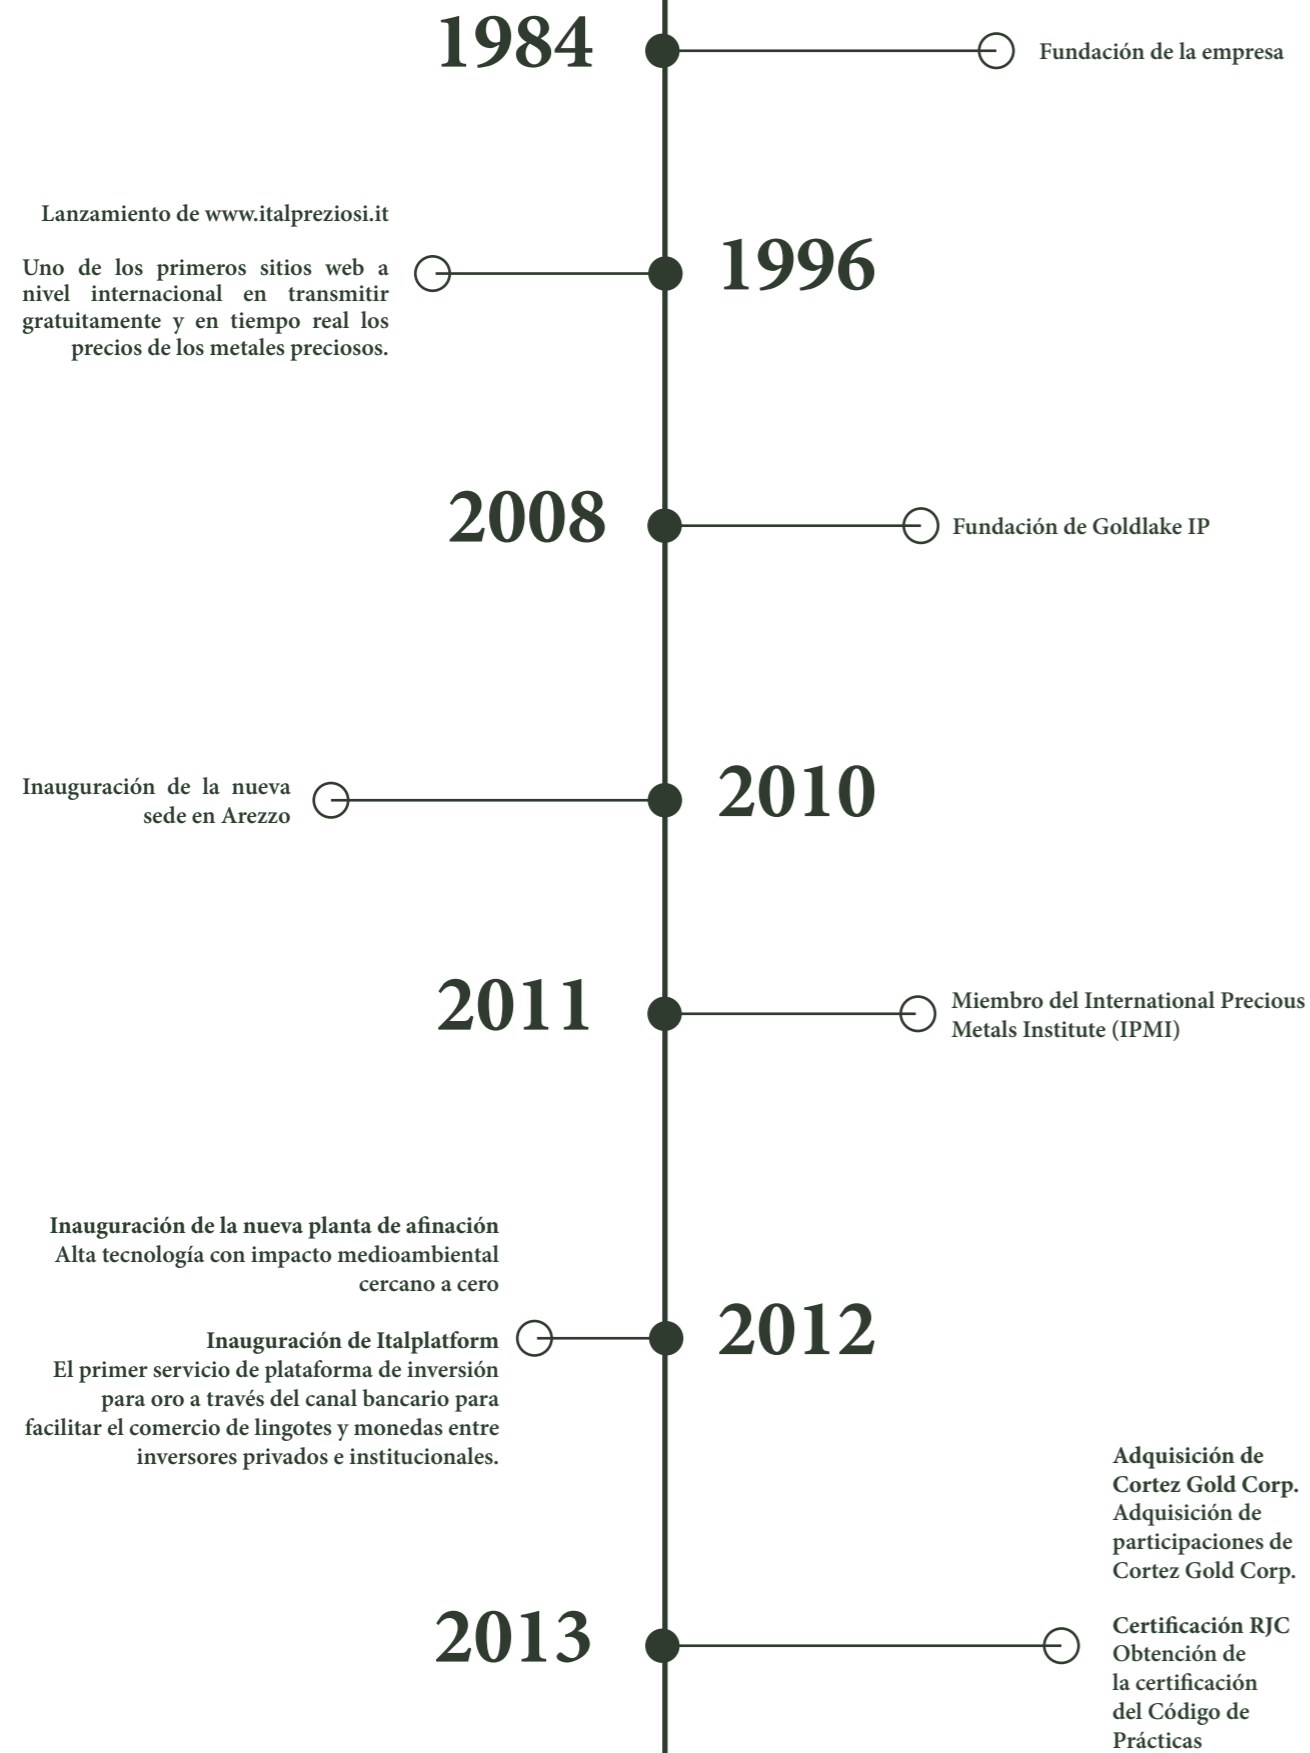 1984
Fundación de la empresa
Lanzamiento de www.italpreziosi.it
Uno de los primeros sitios web a
nivel internacional en transmitir
gratuitamente y en tiempo real los
precios de los metales preciosos.
1996
2008
Fundación de Goldlake IP
Inauguración de la nueva
sede en Arezzo
2010
2011
Miembro del International Precious
Metals Institute (IPMI)
Inauguración de la nueva planta de afinación
Alta tecnología con impacto medioambiental
cercano a cero
Inauguración de Italplatform
El primer servicio de plataforma de inversión
para oro a través del canal bancario para
facilitar el comercio de lingotes y monedas entre
inversores privados e institucionales.
2012
2013
Adquisición de
Cortez Gold Corp.
Adquisición de
participaciones de
Cortez Gold Corp.
Certificación RJC
Obtención de
la certificación
del Código de
Prácticas